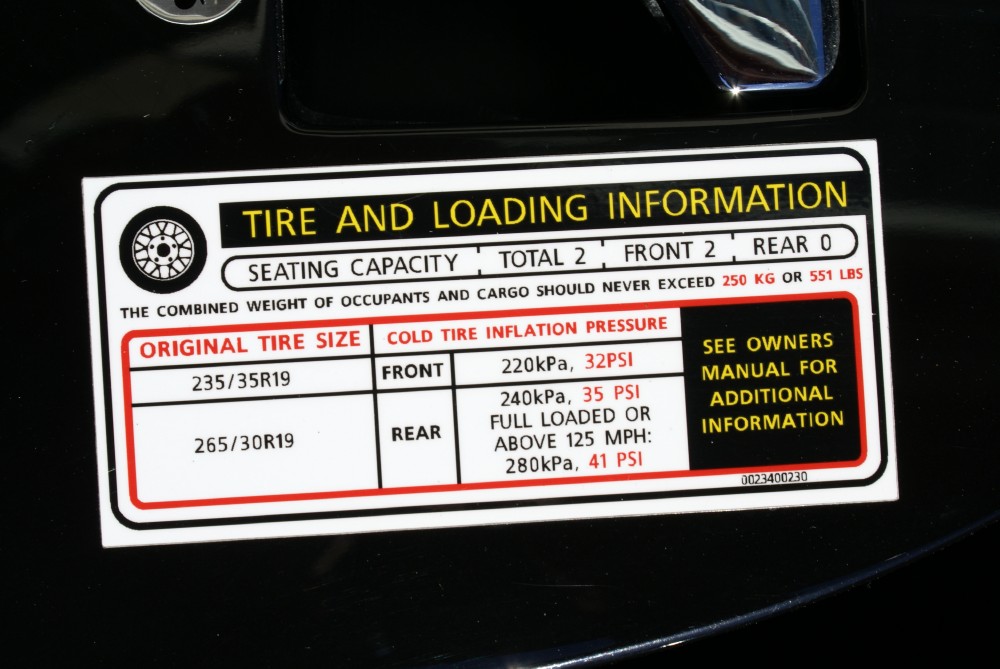 TIRE AND LOADING INFORMATION
SEATING CAPACITY TOTAL 2 FRONT 2 REAR 0
THE COMBINED WEIGHT OF OCCUPANTS AND CARGO SHOULD NEVER EXCEED 250 KG OR 551 LBS
ORIGINAL TIRE SIZE
COLD TIRE INFLATION PRESSURE
235/35R19
FRONT
220kPa, 32PSI
265/30R19
REAR
240kPa, 35 PSI
FULL LOADED OR
ABOVE 125 MPH:
280kPa, 41 PSI
SEE OWNERS
MANUAL FOR
ADDITIONAL
INFORMATION
0023400230